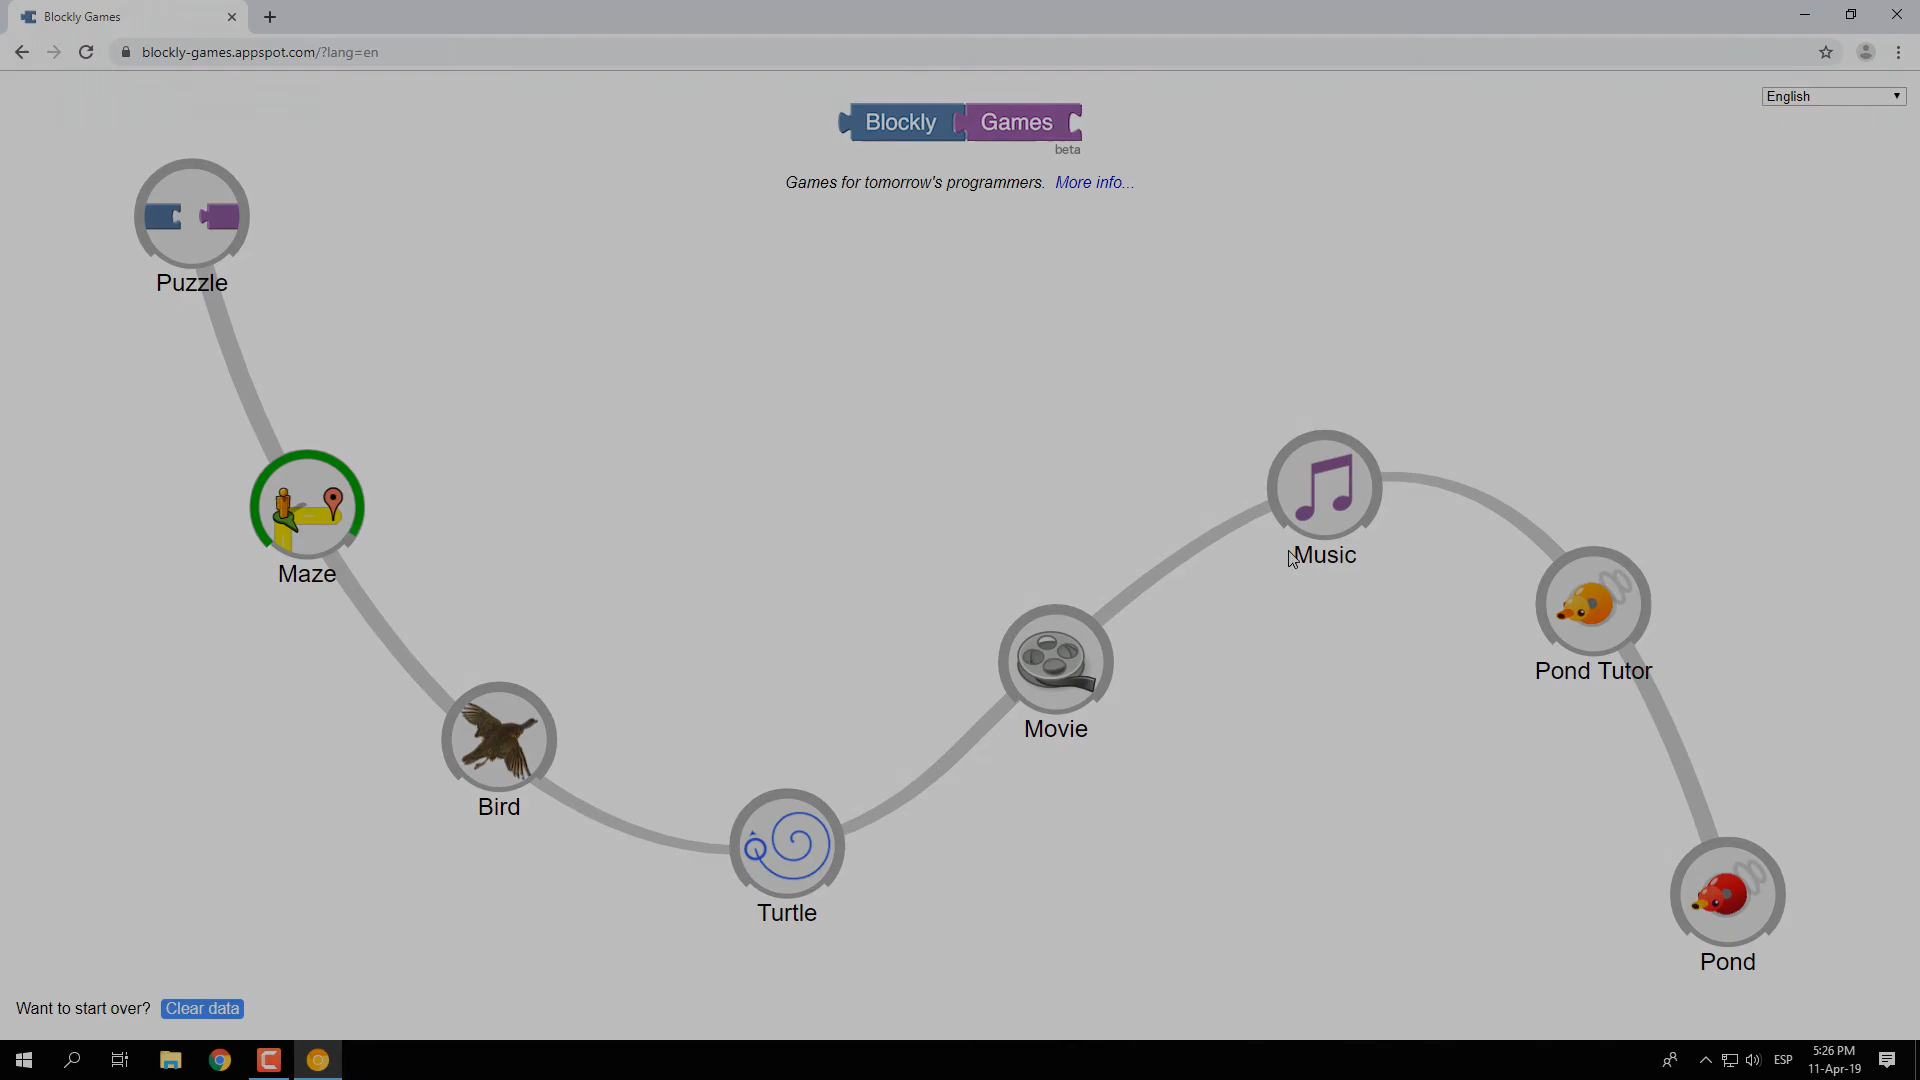 Blockly Games
blockly-games.appspot.com/?lang=en
English
Blockly Games
beta
Games for tomorrow's programmers. More info...
Puzzle
Maze
Bird
Turtle
Movie
Music
Pond Tutor
Pond
Want to start over? Clear data
ESP
5:26 PM
11-Apr-19